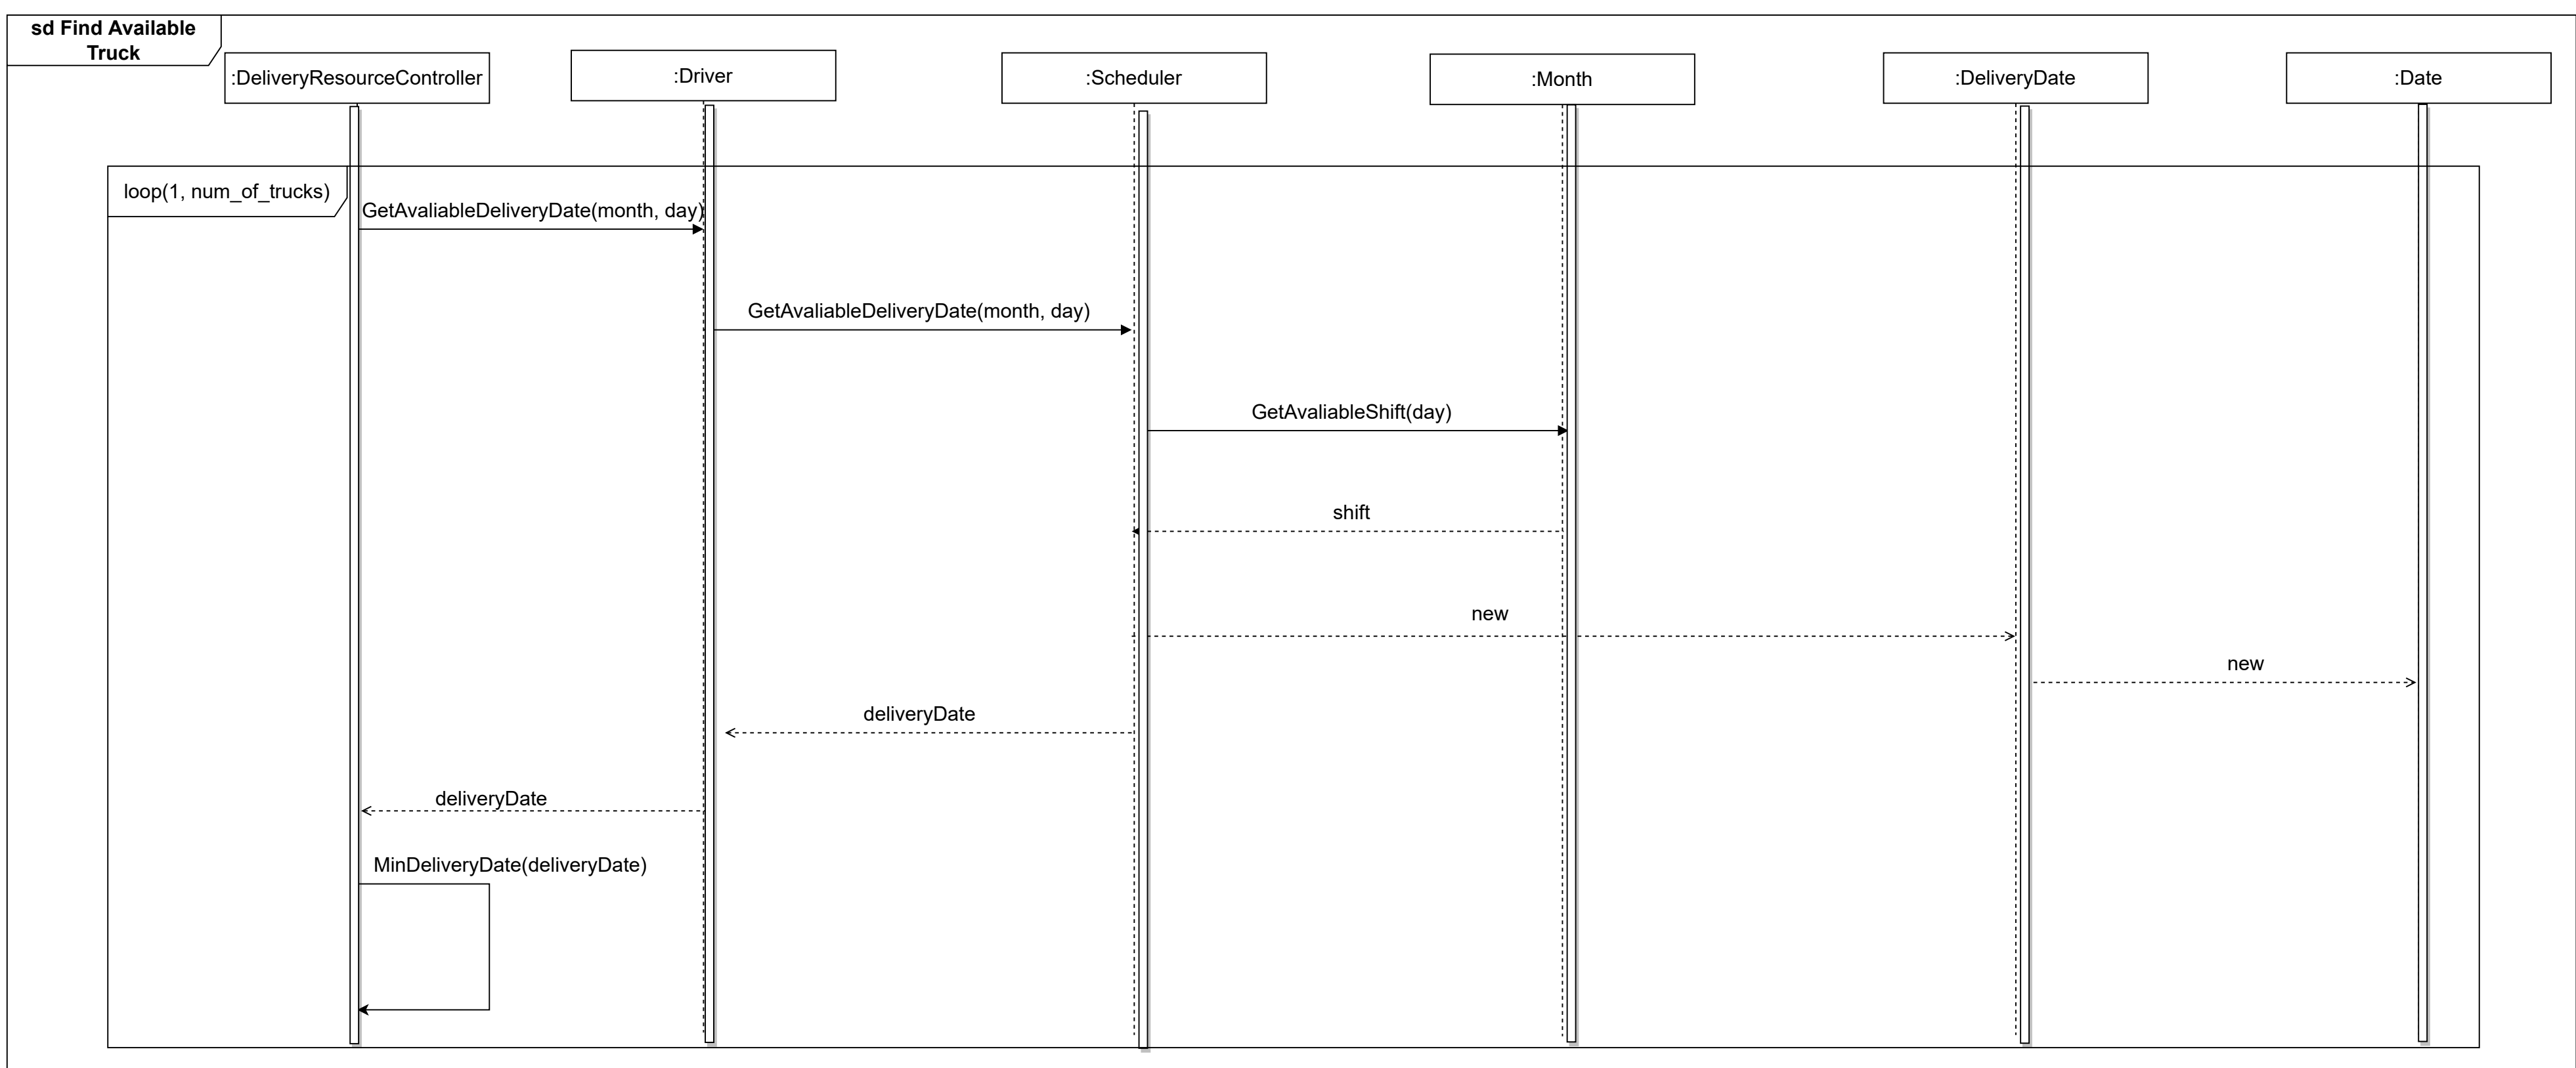 sd Find Available
Truck
:DeliveryResourceController
:Driver
:Scheduler
:Month
:DeliveryDate
:Date
loop(1, num_of_trucks)
GetAvaliableDeliveryDate(month, day)
GetAvaliableDeliveryDate(month, day)
GetAvaliableShift(day)
shift
new
new
deliveryDate
deliveryDate
MinDeliveryDate(deliveryDate)